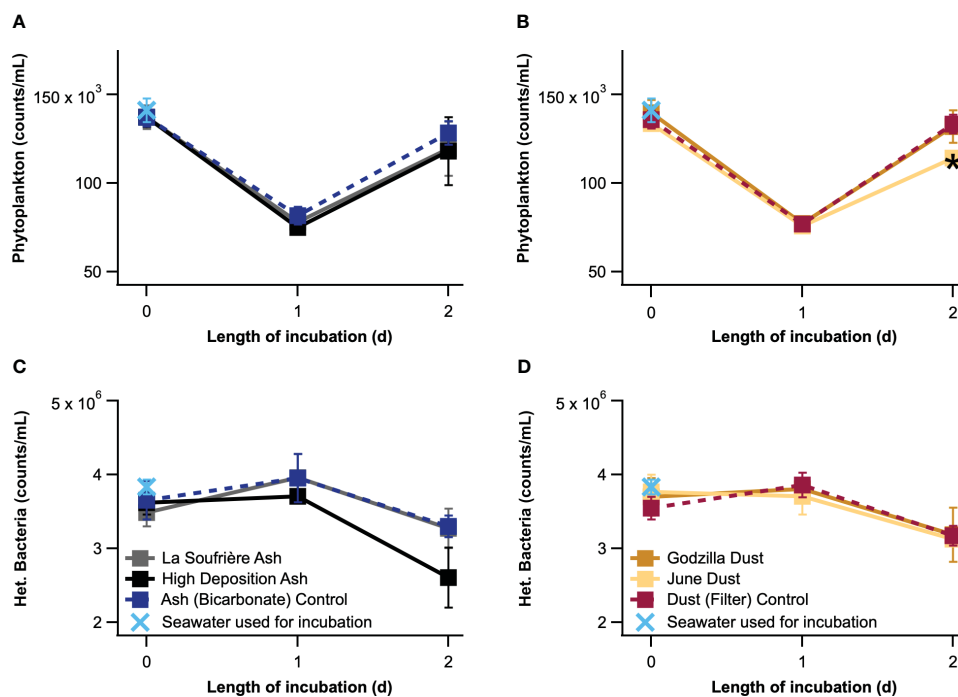 A
Phytoplankton (counts/mL)
150 x 10³
100
50
0
1
2
Length of incubation (d)
B
Phytoplankton (counts/mL)
150 x 10³
100
50
*
0
1
2
Length of incubation (d)
C
Het. Bacteria (counts/mL)
5 x 10⁶
4
3
2
La Soufrière Ash
High Deposition Ash
Ash (Bicarbonate) Control
Seawater used for incubation
0
1
2
Length of incubation (d)
D
Het. Bacteria (counts/mL)
5 x 10⁶
4
3
2
Godzilla Dust
June Dust
Dust (Filter) Control
Seawater used for incubation
0
1
2
Length of incubation (d)